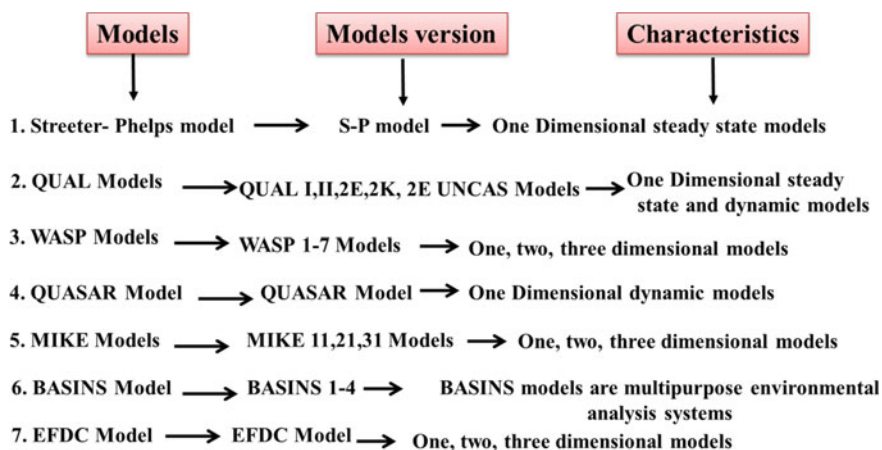 Models Models version Characteristics
1. Streeter- Phelps model S-P model One Dimensional steady state models
2. QUAL Models QUAL I,II,2E,2K, 2E UNCAS Models One Dimensional steady
state and dynamic models
3. WASP Models WASP 1-7 Models One, two, three dimensional models
4. QUASAR Model QUASAR Model One Dimensional dynamic models
5. MIKE Models MIKE 11,21,31 Models One, two, three dimensional models
6. BASINS Model BASINS 1-4 BASINS models are multipurpose environmental
analysis systems
7. EFDC Model EFDC Model One, two, three dimensional models